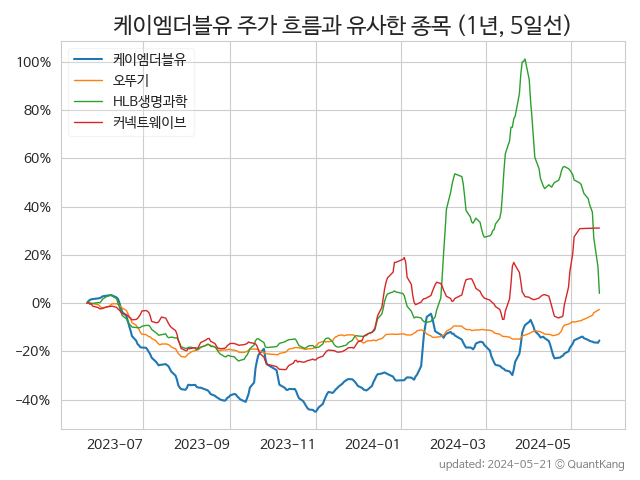 케이엠더블유 주가 흐름과 유사한 종목 (1년, 5일선)
케이엠더블유
오뚜기
HLB생명과학
커넥트웨이브
100%
80%
60%
40%
20%
0%
−20%
−40%
2023-07
2023-09
2023-11
2024-01
2024-03
2024-05
updated: 2024-05-21 © QuantKang